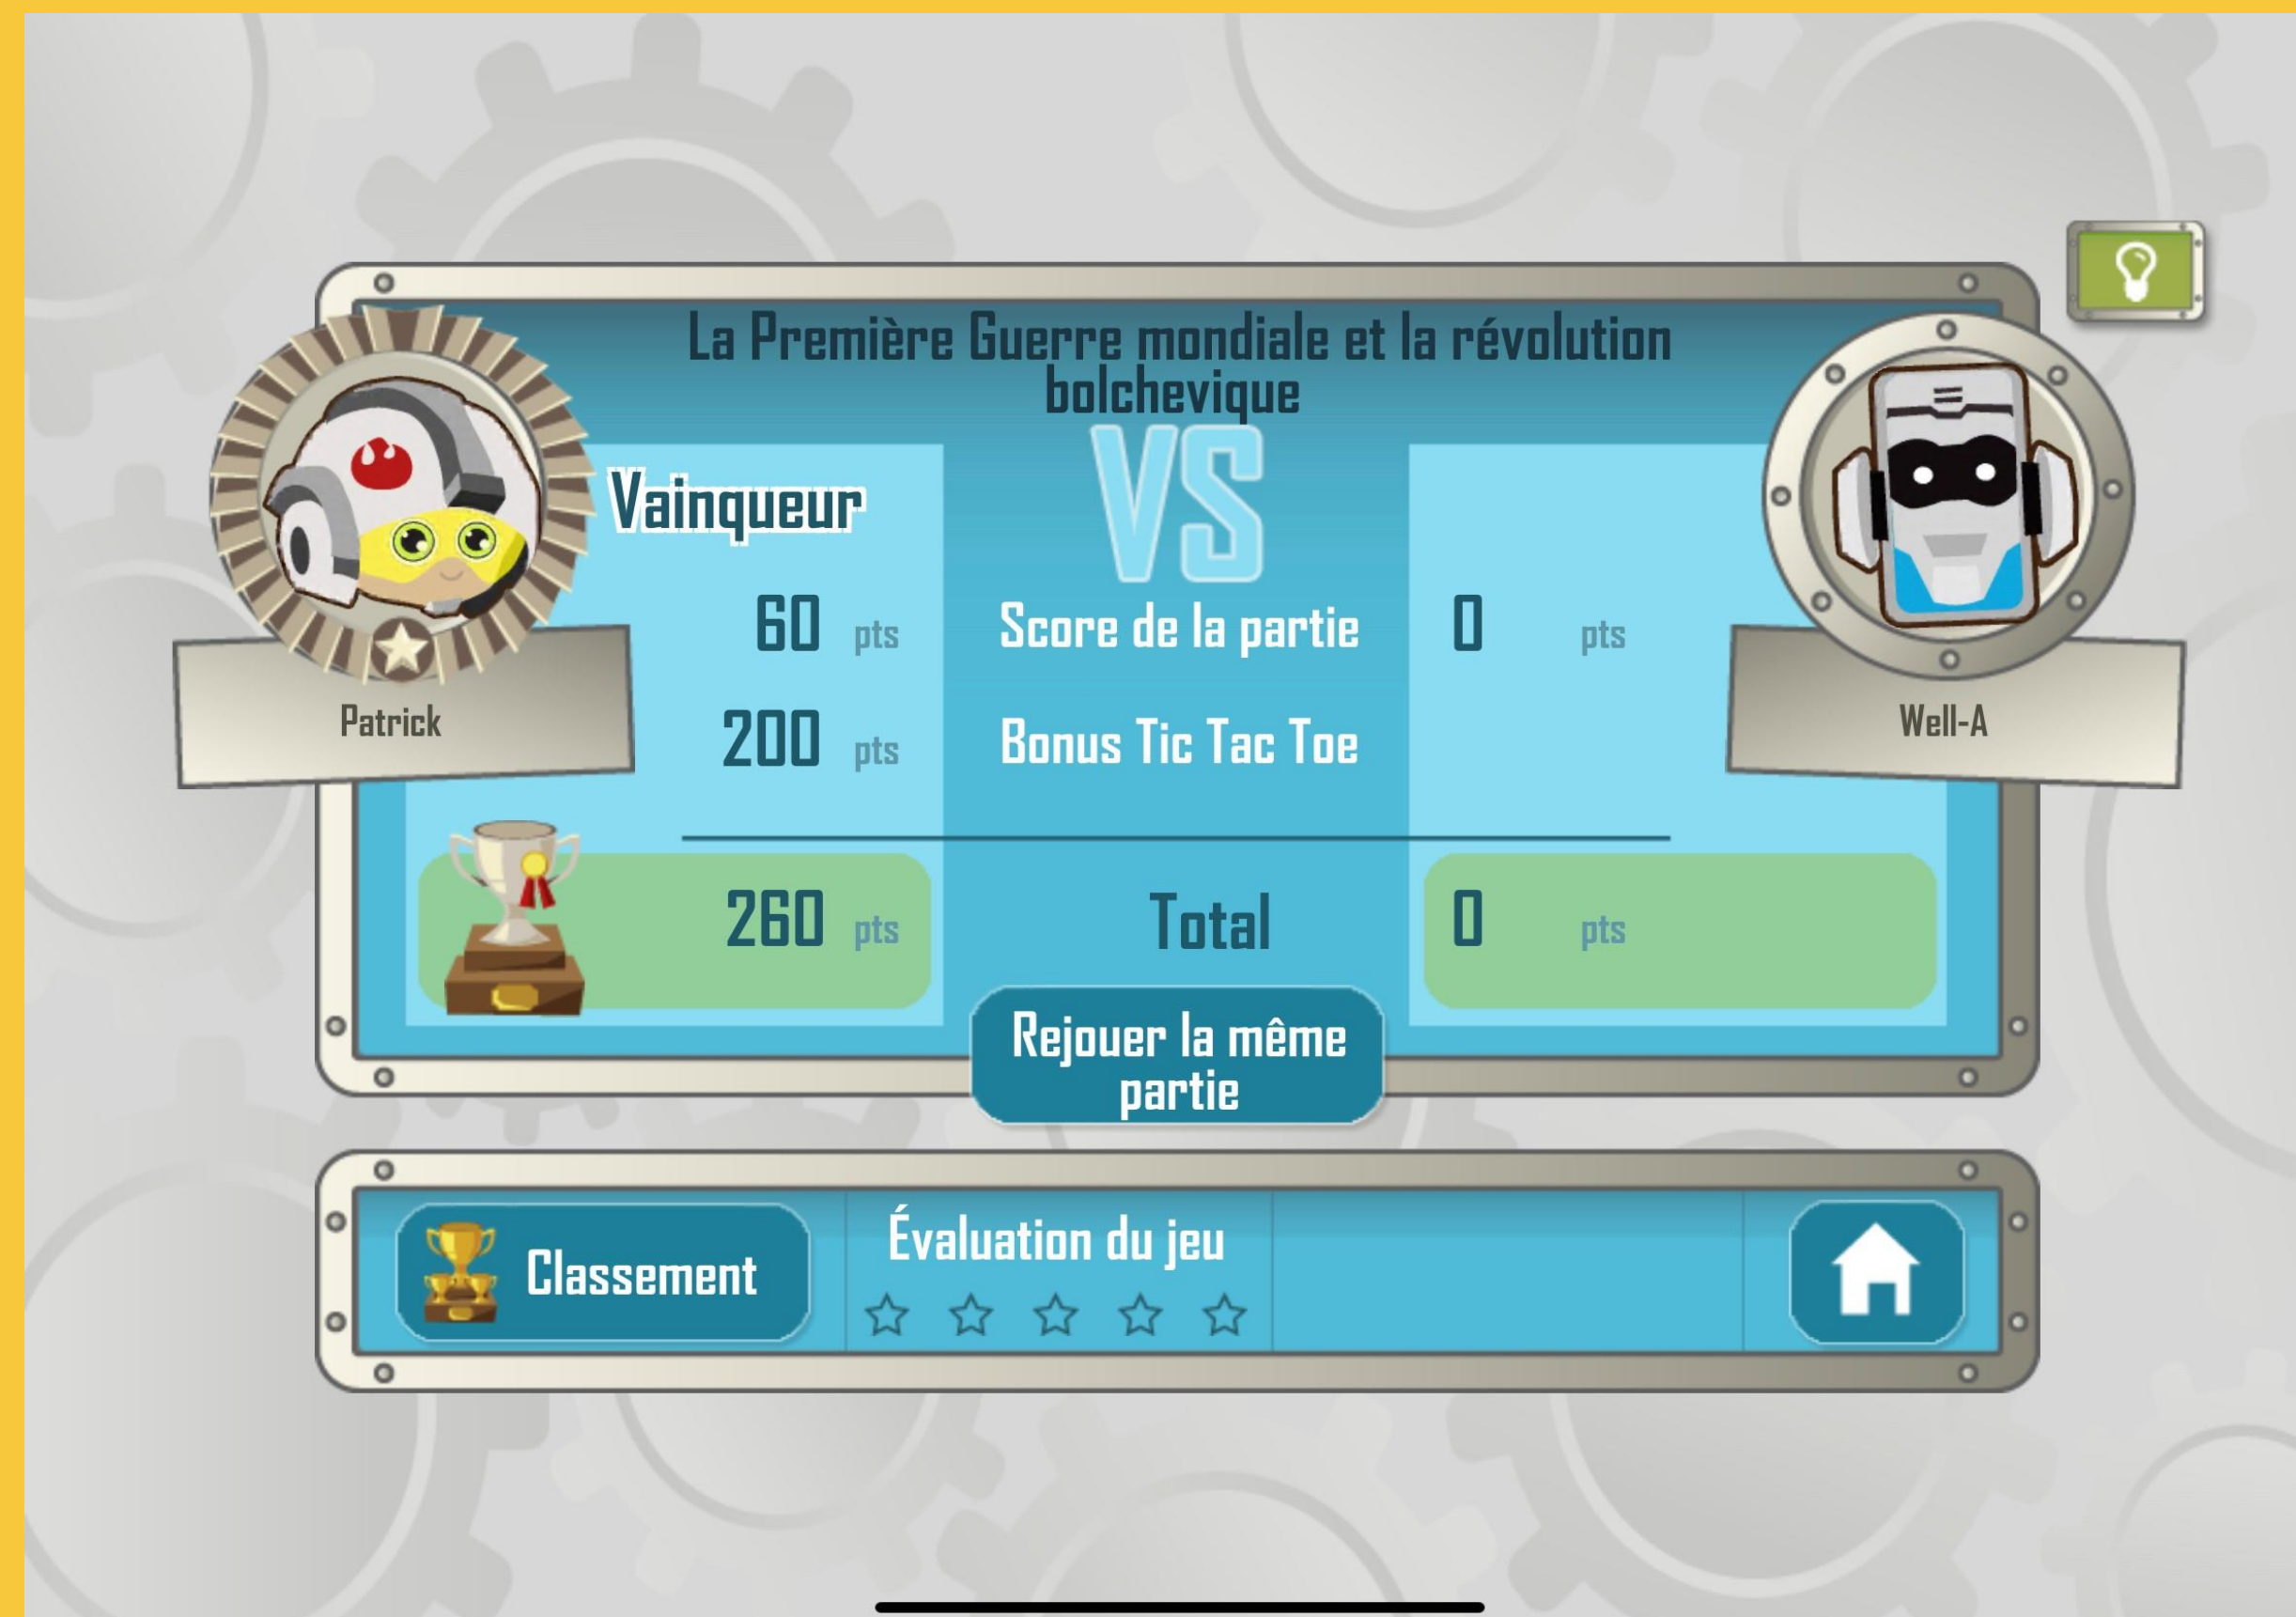 La Première Guerre mondiale et la révolution
bolchevique
VS
Vainqueur
60 pts Score de la partie 0 pts
Patrick
Well-A
200 pts Bonus Tic Tac Toe
260 pts Total 0 pts
Rejouer la même
partie
Classement
Évaluation du jeu